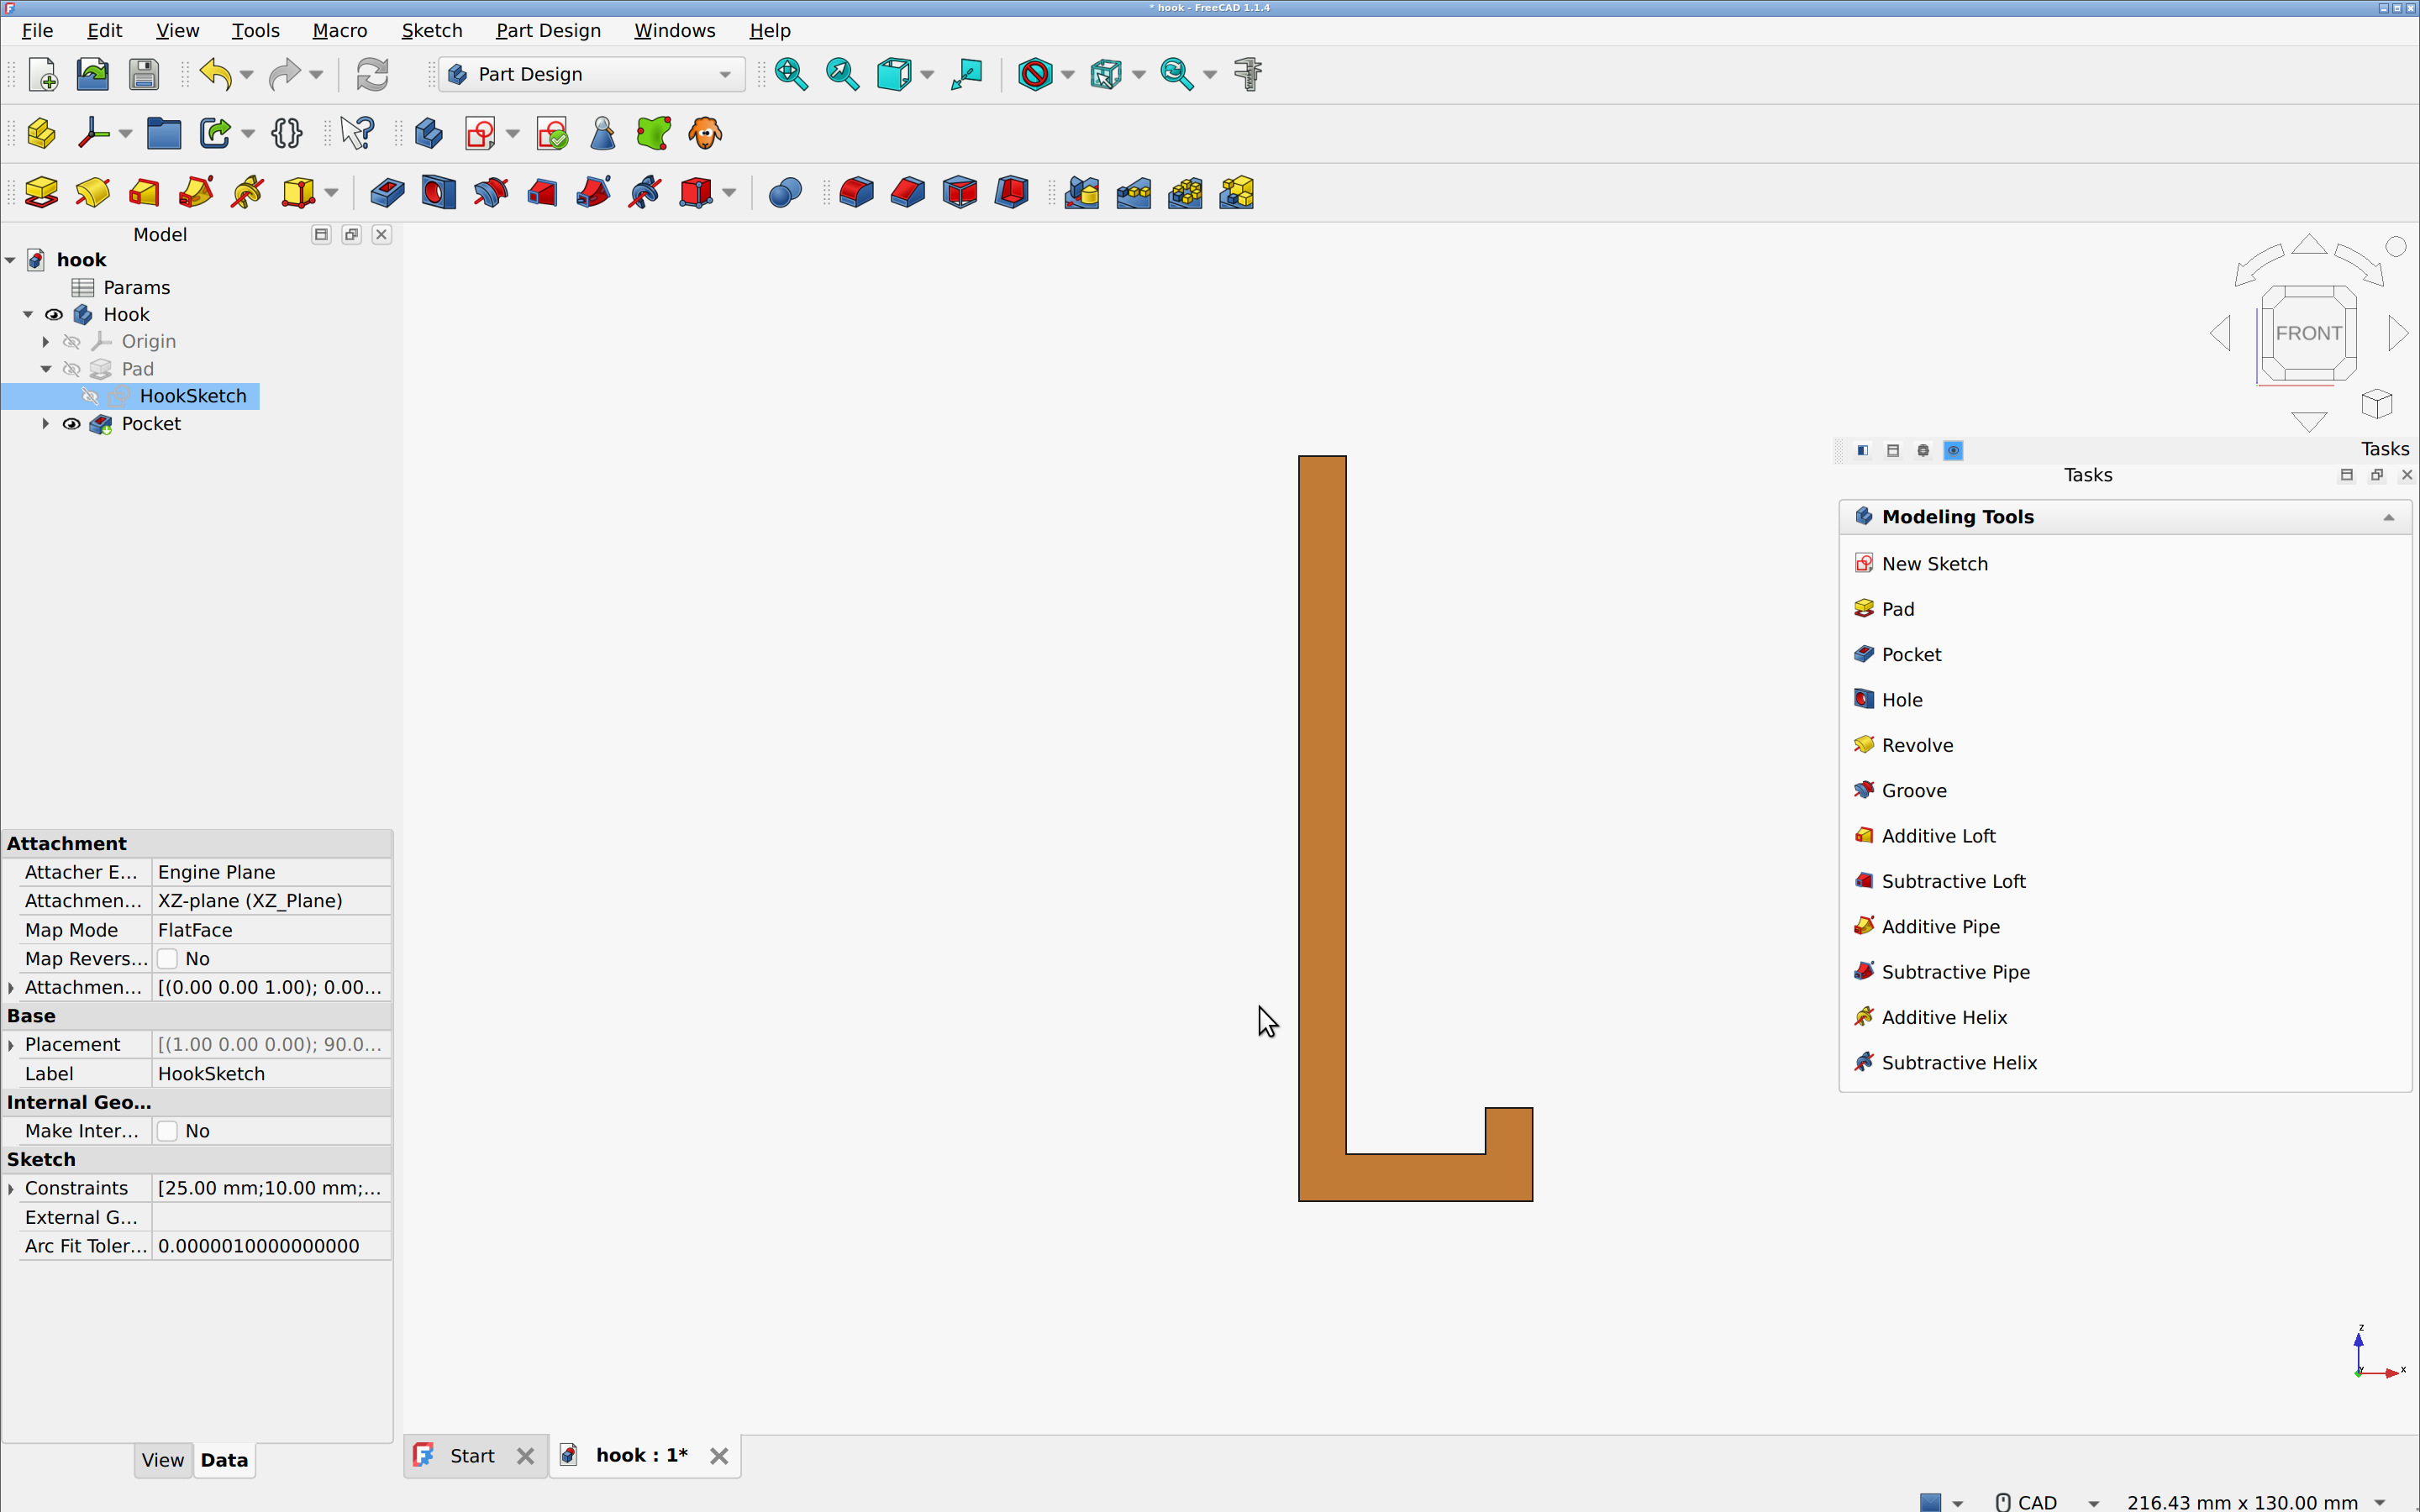 * hook - FreeCAD 1.1.4
File Edit View Tools Macro Sketch Part Design Windows Help
Part Design
Model
hook
Params
Hook
Origin
Pad
HookSketch
Pocket
FRONT
Tasks
Tasks
Modeling Tools
New Sketch
Pad
Pocket
Hole
Revolve
Groove
Additive Loft
Subtractive Loft
Additive Pipe
Subtractive Pipe
Additive Helix
Subtractive Helix
Attachment
Attacher E... Engine Plane
Attachmen... XZ-plane (XZ_Plane)
Map Mode FlatFace
Map Revers... No
Attachmen... [(0.00 0.00 1.00); 0.00...
Base
Placement [(1.00 0.00 0.00); 90.0...
Label HookSketch
Internal Geo...
Make Inter... No
Sketch
Constraints [25.00 mm;10.00 mm;...
External G...
Arc Fit Toler... 0.0000010000000000
z
x
Y
View Data
Start hook : 1*
CAD 216.43 mm x 130.00 mm